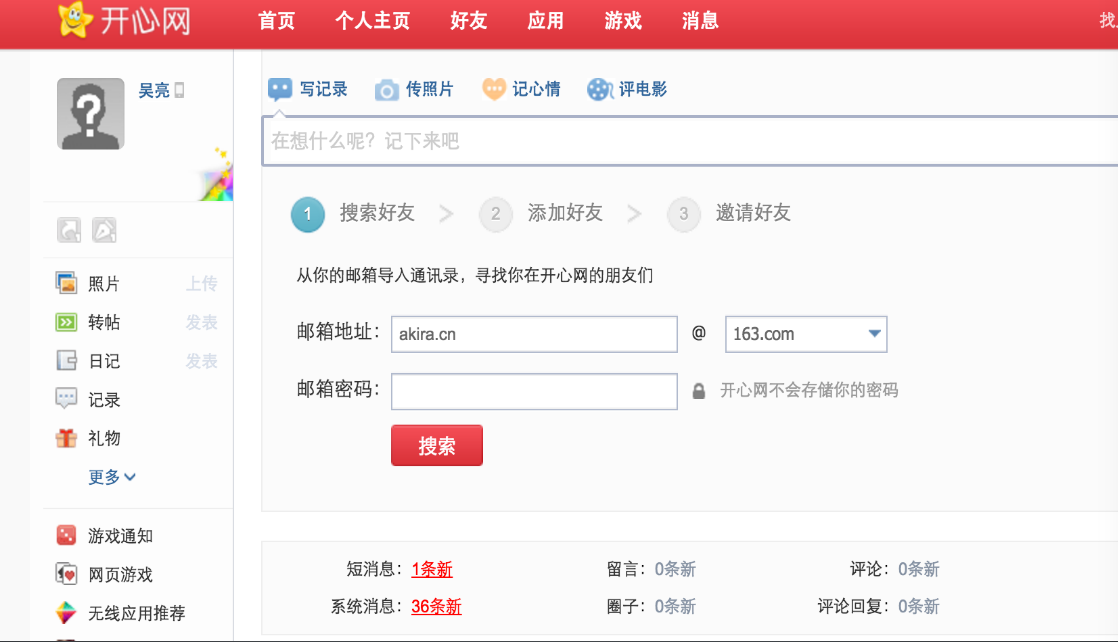 开心网 首页 个人主页 好友 应用 游戏 消息 找
吴亮
写记录 传照片 记心情 评电影
在想什么呢？记下来吧
1 搜索好友 2 添加好友 3 邀请好友
从你的邮箱导入通讯录，寻找你在开心网的朋友们
邮箱地址： akira.cn @ 163.com
邮箱密码： 开心网不会存储你的密码
搜索
照片 上传
转帖 发表
日记 发表
记录
礼物
更多
游戏通知
网页游戏
无线应用推荐
短消息： 1条新 留言： 0条新 评论： 0条新
系统消息： 36条新 圈子： 0条新 评论回复： 0条新